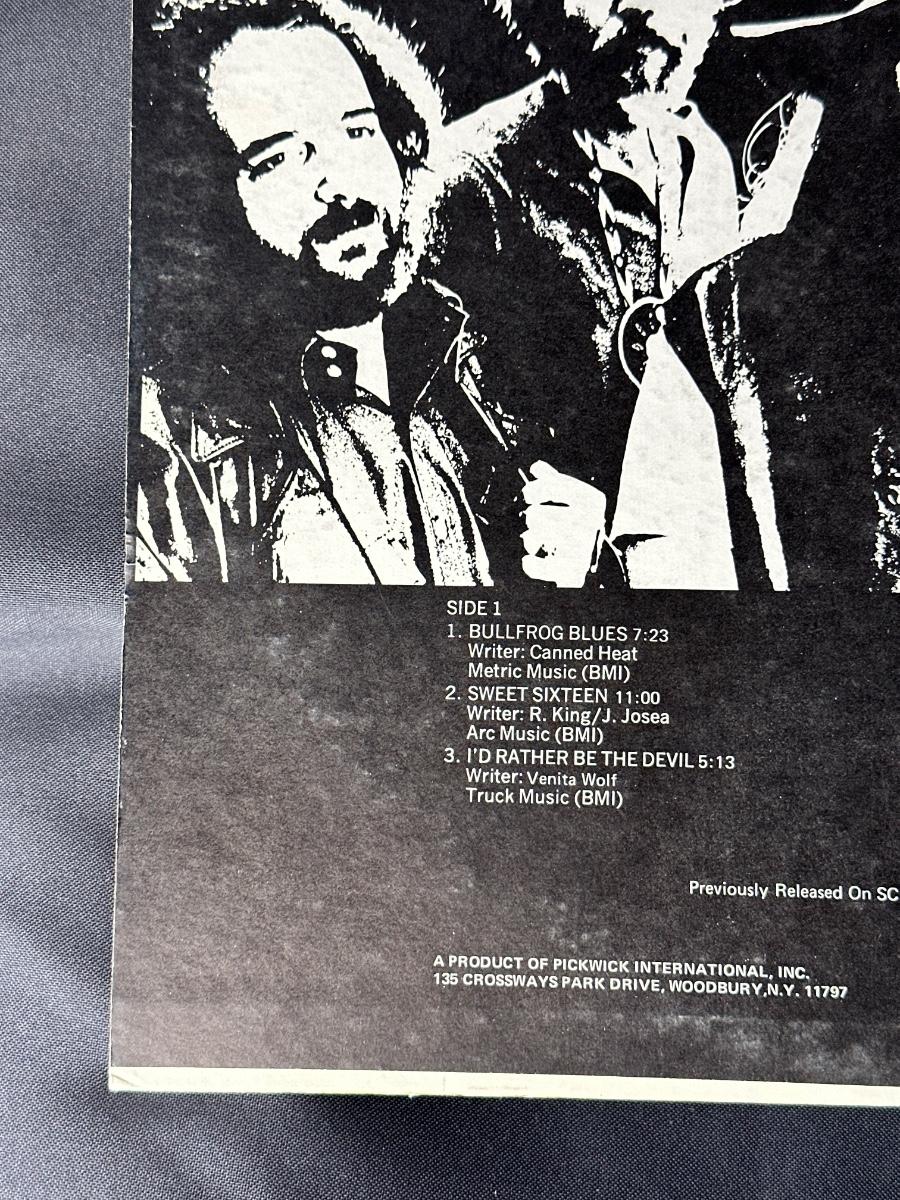 SIDE 1
1. BULLFROG BLUES 7:23
Writer: Canned Heat
Metric Music (BMI)
2. SWEET SIXTEEN 11:00
Writer: R. King/J. Josea
Arc Music (BMI)
3. I'D RATHER BE THE DEVIL 5:13
Writer: Venita Wolf
Truck Music (BMI)
Previously Released On SC
A PRODUCT OF PICKWICK INTERNATIONAL, INC.
135 CROSSWAYS PARK DRIVE, WOODBURY,N.Y. 11797